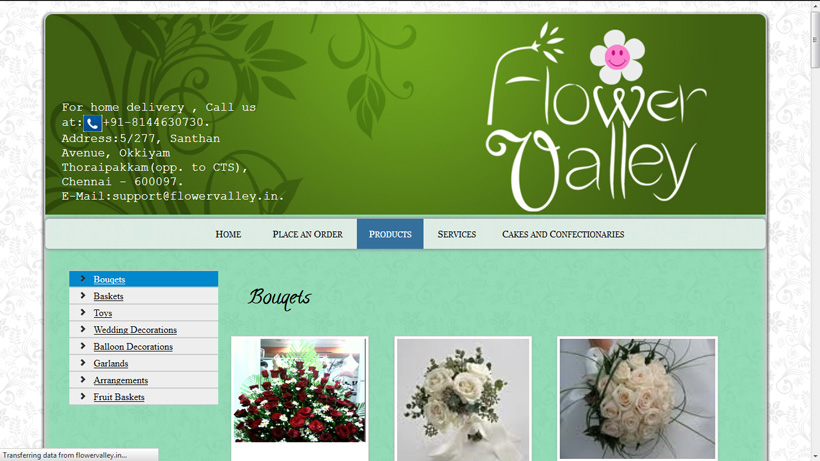 For home delivery , Call us
at: +91-8144630730.
Address:5/277, Santhan
Avenue, Okkiyam
Thoraipakkam(opp. to CTS),
Chennai - 600097.
E-Mail:support@flowervalley.in.
Flower
Valley
HOME PLACE AN ORDER PRODUCTS SERVICES CAKES AND CONFECTIONARIES
Bouqets
Baskets
Toys
Wedding Decorations
Balloon Decorations
Garlands
Arrangements
Fruit Baskets
Bouqets
Transferring data from flowervalley.in...